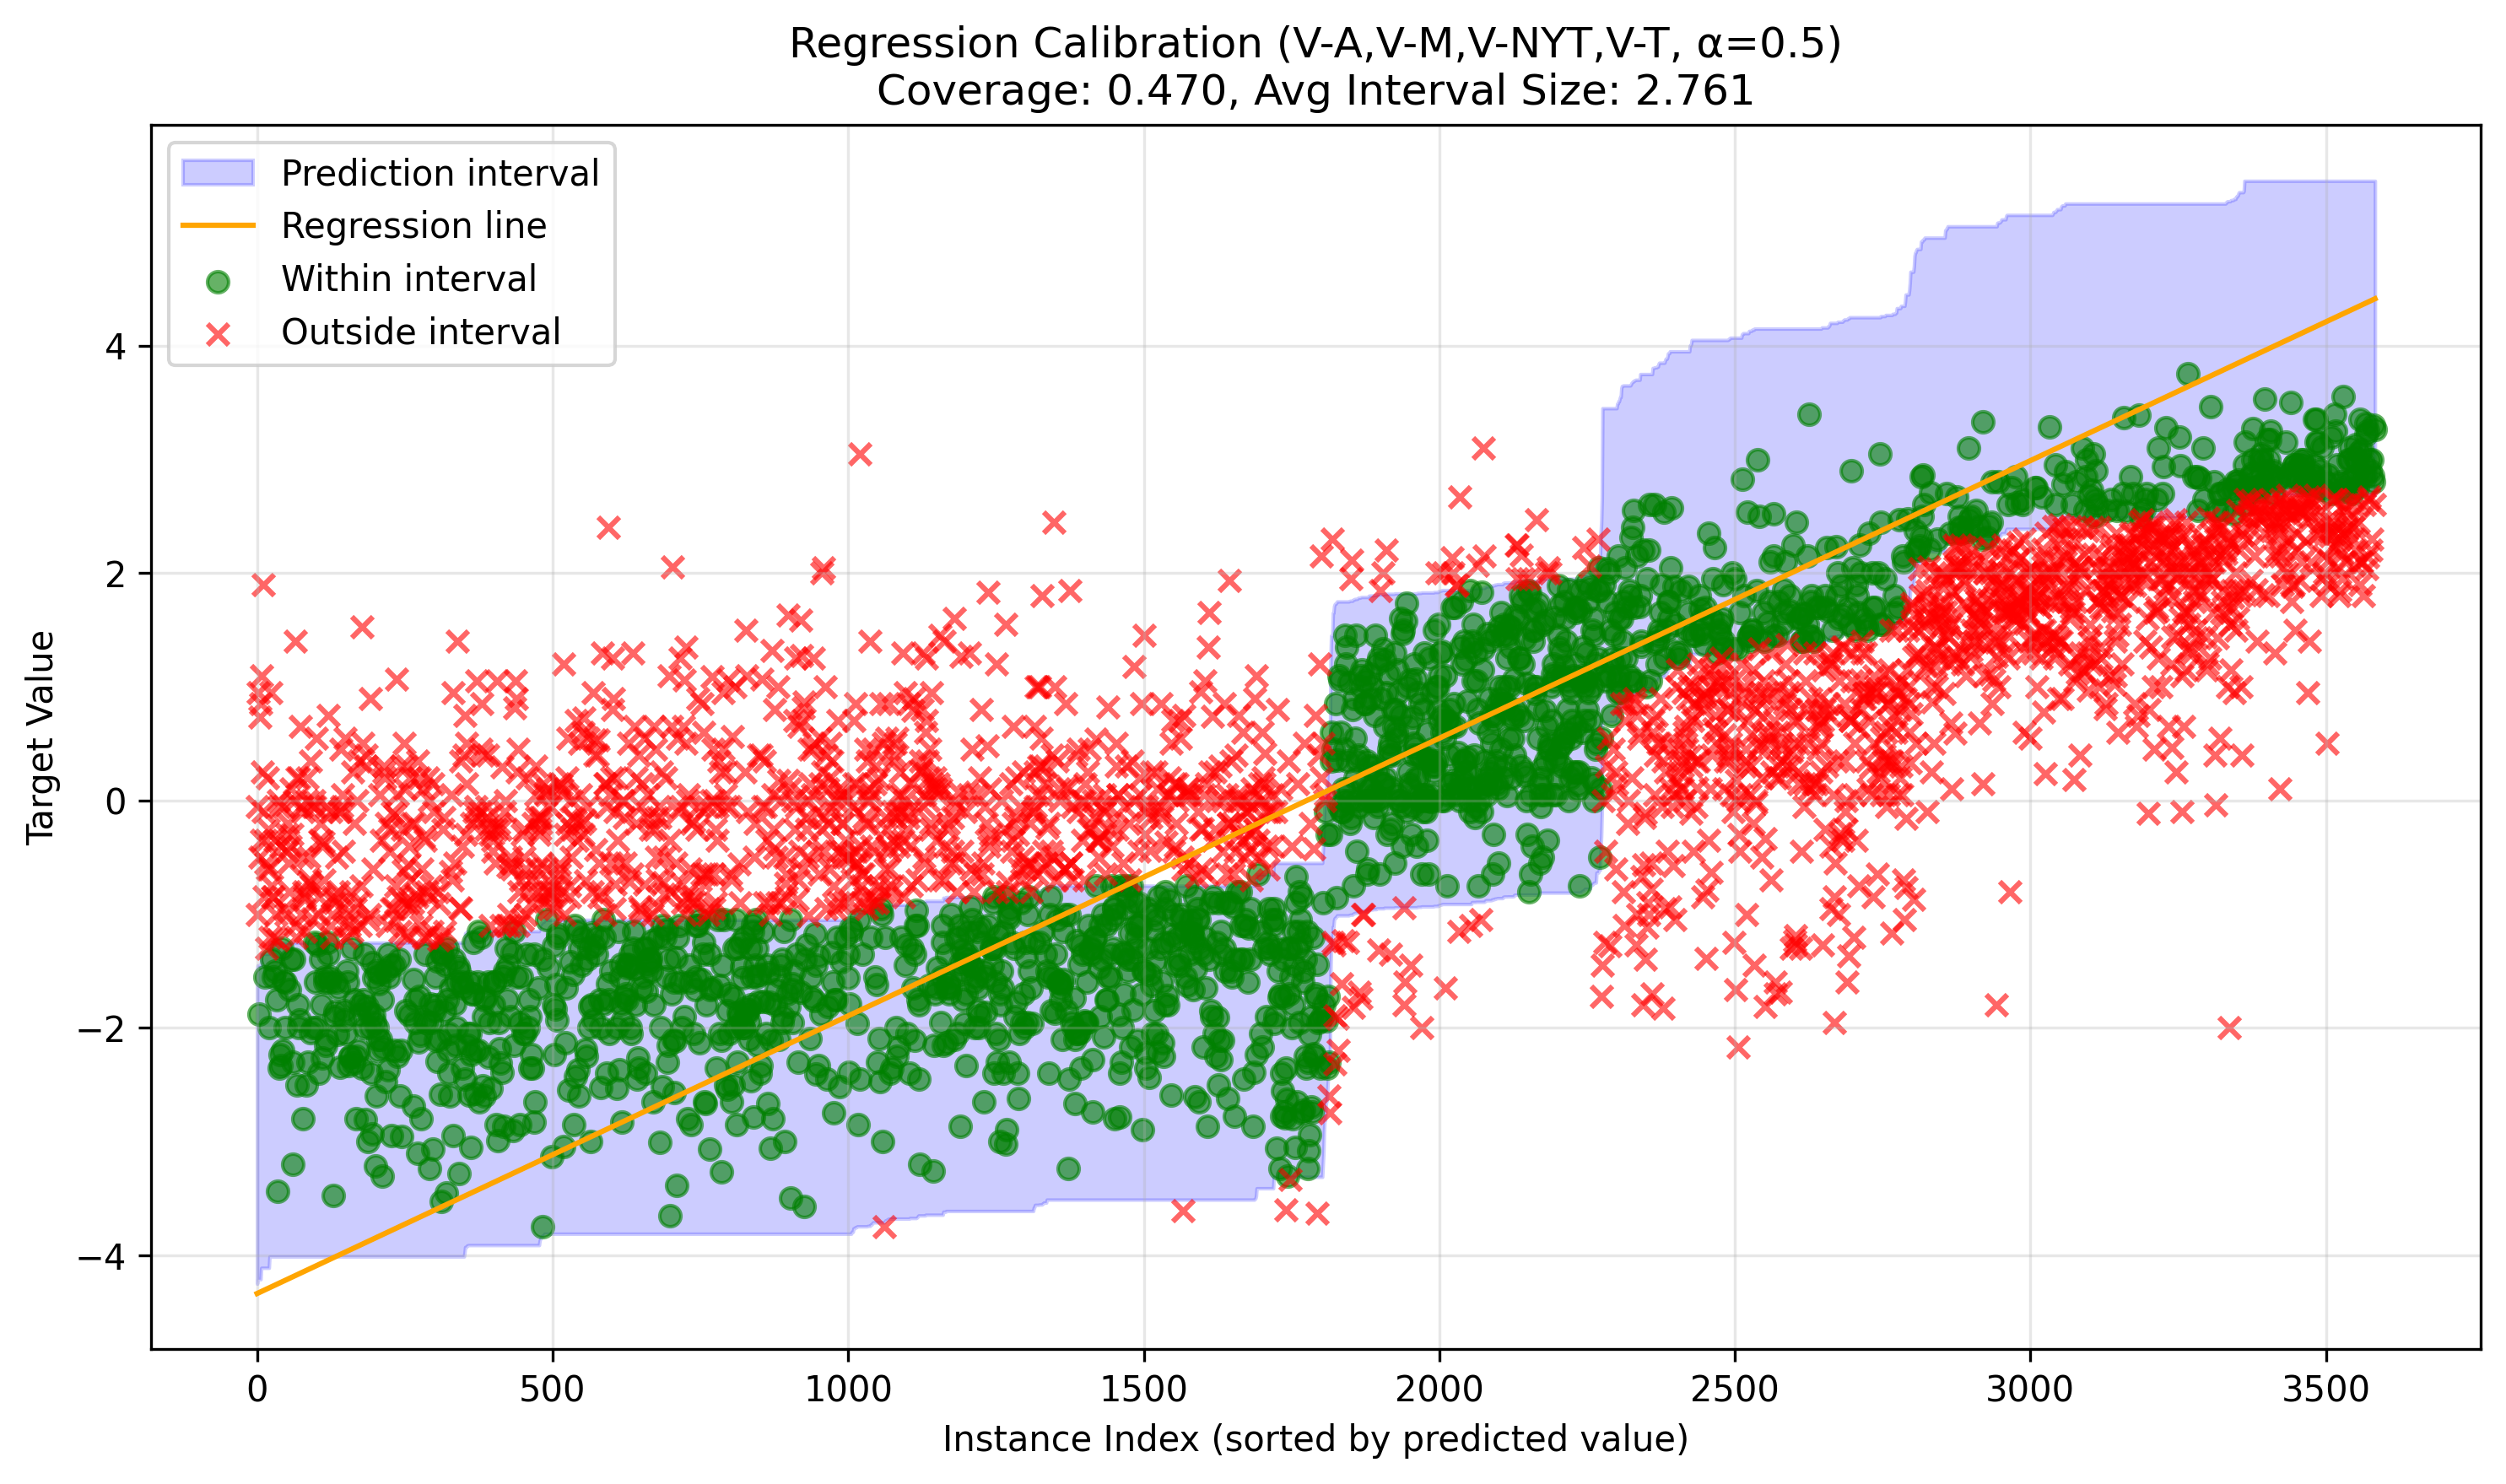 Regression Calibration (V-A,V-M,V-NYT,V-T, α=0.5)
Coverage: 0.470, Avg Interval Size: 2.761
Prediction interval
Regression line
Within interval
Outside interval
Target Value
4
2
0
−2
−4
0 500 1000 1500 2000 2500 3000 3500
Instance Index (sorted by predicted value)